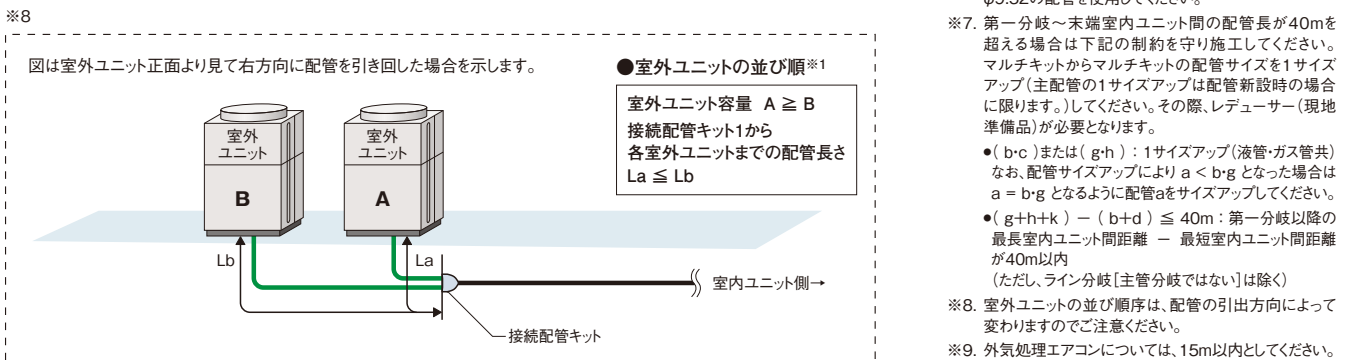 ※8
図は室外ユニット正面より見て右方向に配管を引き回した場合を示します。
●室外ユニットの並び順※1
室外ユニット容量 A ≧ B
接続配管キット1から
各室外ユニットまでの配管長さ
La ≦ Lb
室外
ユニット
B
室外
ユニット
A
Lb
La
室内ユニット側→
接続配管キット
※7. 第一分岐~末端室内ユニット間の配管長が40mを
超える場合は下記の制約を守り施工してください。
マルチキットからマルチキットの配管サイズを1サイズ
アップ(主配管の1サイズアップは配管新設時の場合
に限ります。)してください。その際、レデューサー(現地
準備品)が必要となります。
●( b・c )または( g・h ) : 1サイズアップ(液管・ガス管共)
なお、配管サイズアップにより a < b・g となった場合は
a = b・g となるように配管aをサイズアップしてください。
●( g+h+k ) − ( b+d ) ≦ 40m : 第一分岐以降の
最長室内ユニット間距離 − 最短室内ユニット間距離
が40m以内
(ただし、ライン分岐[主管分岐ではない]は除く)
※8. 室外ユニットの並び順序は、配管の引出方向によって
変わりますのでご注意ください。
※9. 外気処理エアコンについては、15m以内としてください。